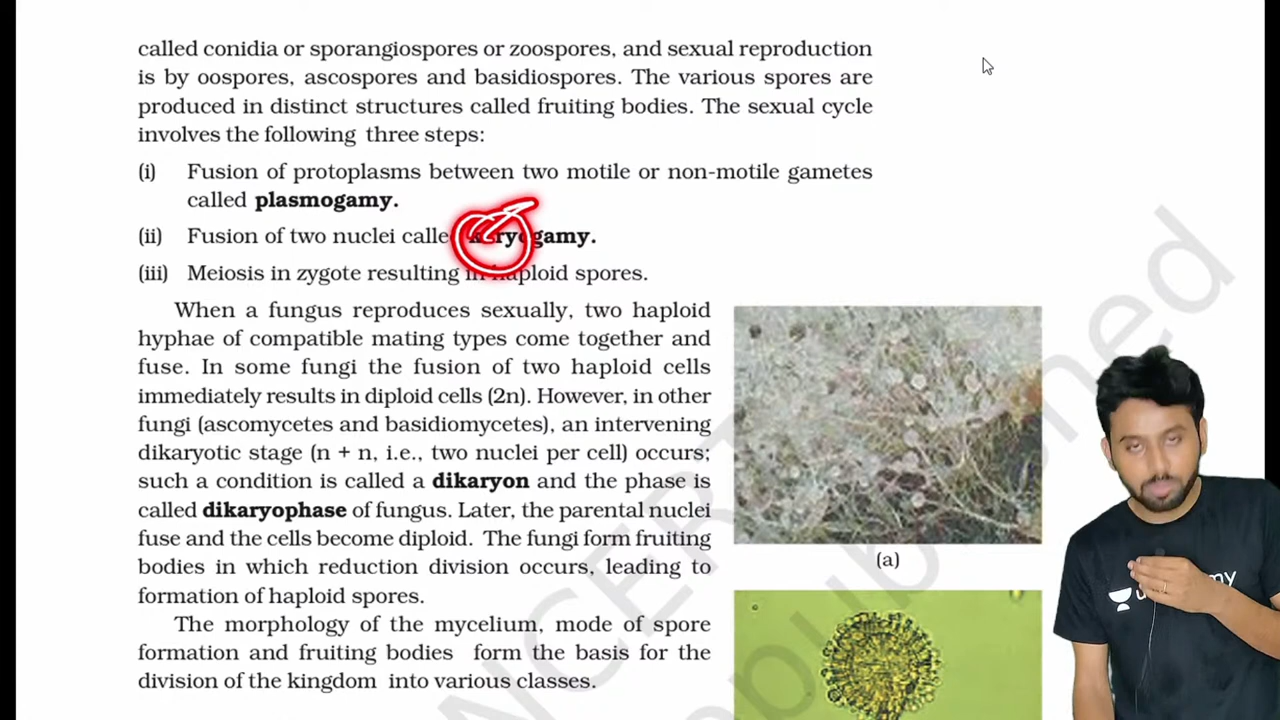 called conidia or sporangiospores or zoospores, and sexual reproduction
is by oospores, ascospores and basidiospores. The various spores are
produced in distinct structures called fruiting bodies. The sexual cycle
involves the following three steps:
(i) Fusion of protoplasms between two motile or non-motile gametes
called plasmogamy.
(ii) Fusion of two nuclei called karyogamy.
(iii) Meiosis in zygote resulting in haploid spores.
When a fungus reproduces sexually, two haploid
hyphae of compatible mating types come together and
fuse. In some fungi the fusion of two haploid cells
immediately results in diploid cells (2n). However, in other
fungi (ascomycetes and basidiomycetes), an intervening
dikaryotic stage (n + n, i.e., two nuclei per cell) occurs;
such a condition is called a dikaryon and the phase is
called dikaryophase of fungus. Later, the parental nuclei
fuse and the cells become diploid. The fungi form fruiting
bodies in which reduction division occurs, leading to
formation of haploid spores.
The morphology of the mycelium, mode of spore
formation and fruiting bodies form the basis for the
division of the kingdom into various classes.
(a)
NCERT